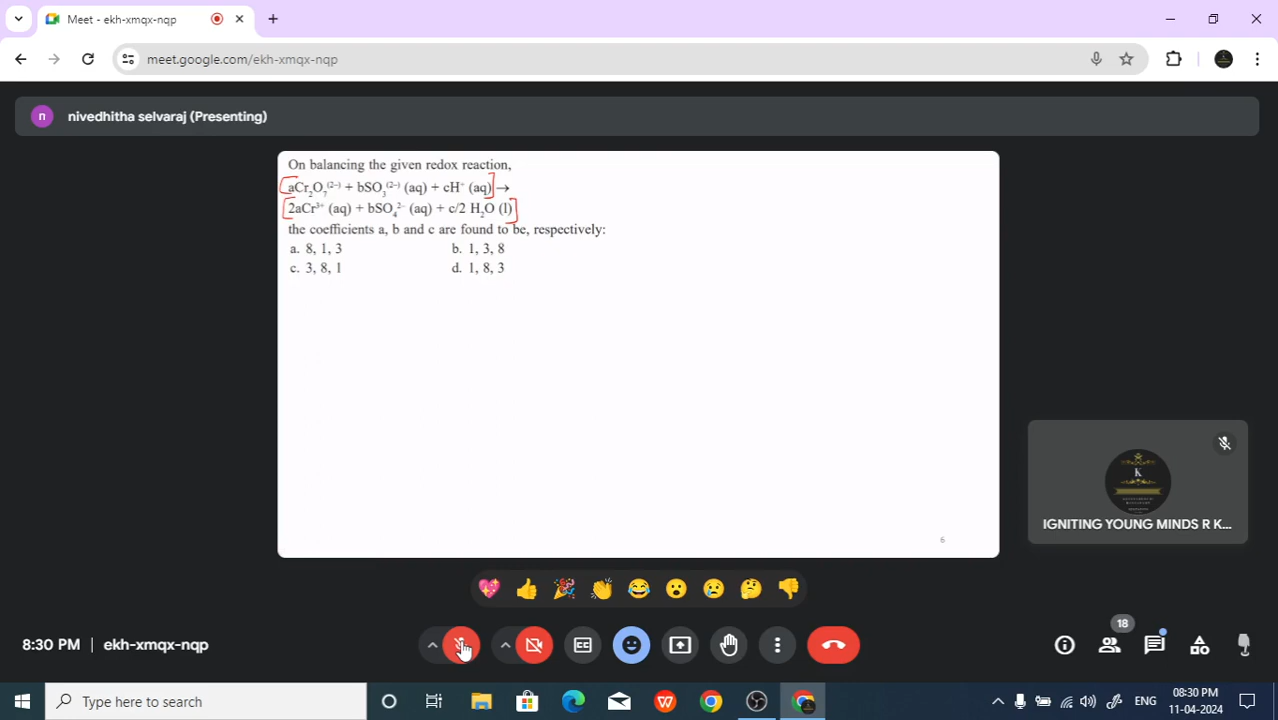 Meet - ekh-xmqx-nqp
meet.google.com/ekh-xmqx-nqp
n
nivedhitha selvaraj (Presenting)
On balancing the given redox reaction,
aCr₂O₇⁽²⁻⁾ + bSO₃⁽²⁻⁾ (aq) + cH⁺ (aq) →
2aCr³⁺ (aq) + bSO₄²⁻ (aq) + c/2 H₂O (l)
the coefficients a, b and c are found to be, respectively:
a. 8, 1, 3 b. 1, 3, 8
c. 3, 8, 1 d. 1, 8, 3
6
K
IGNITING YOUNG MINDS R K...
8:30 PM | ekh-xmqx-nqp
18
Type here to search
ENG
08:30 PM
11-04-2024